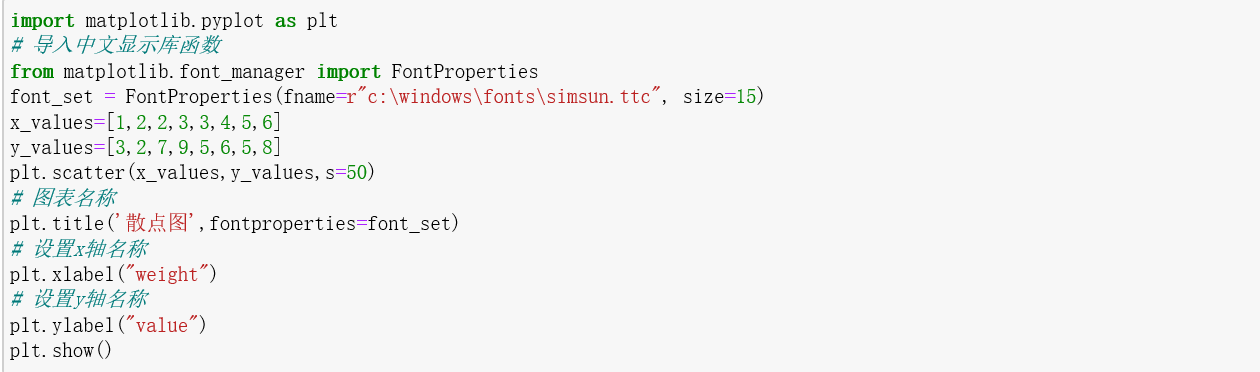 import matplotlib.pyplot as plt
# 导入中文显示库函数
from matplotlib.font_manager import FontProperties
font_set = FontProperties(fname=r"c:\windows\fonts\simsun.ttc", size=15)
x_values=[1,2,2,3,3,4,5,6]
y_values=[3,2,7,9,5,6,5,8]
plt.scatter(x_values,y_values,s=50)
# 图表名称
plt.title('散点图',fontproperties=font_set)
# 设置x轴名称
plt.xlabel("weight")
# 设置y轴名称
plt.ylabel("value")
plt.show()